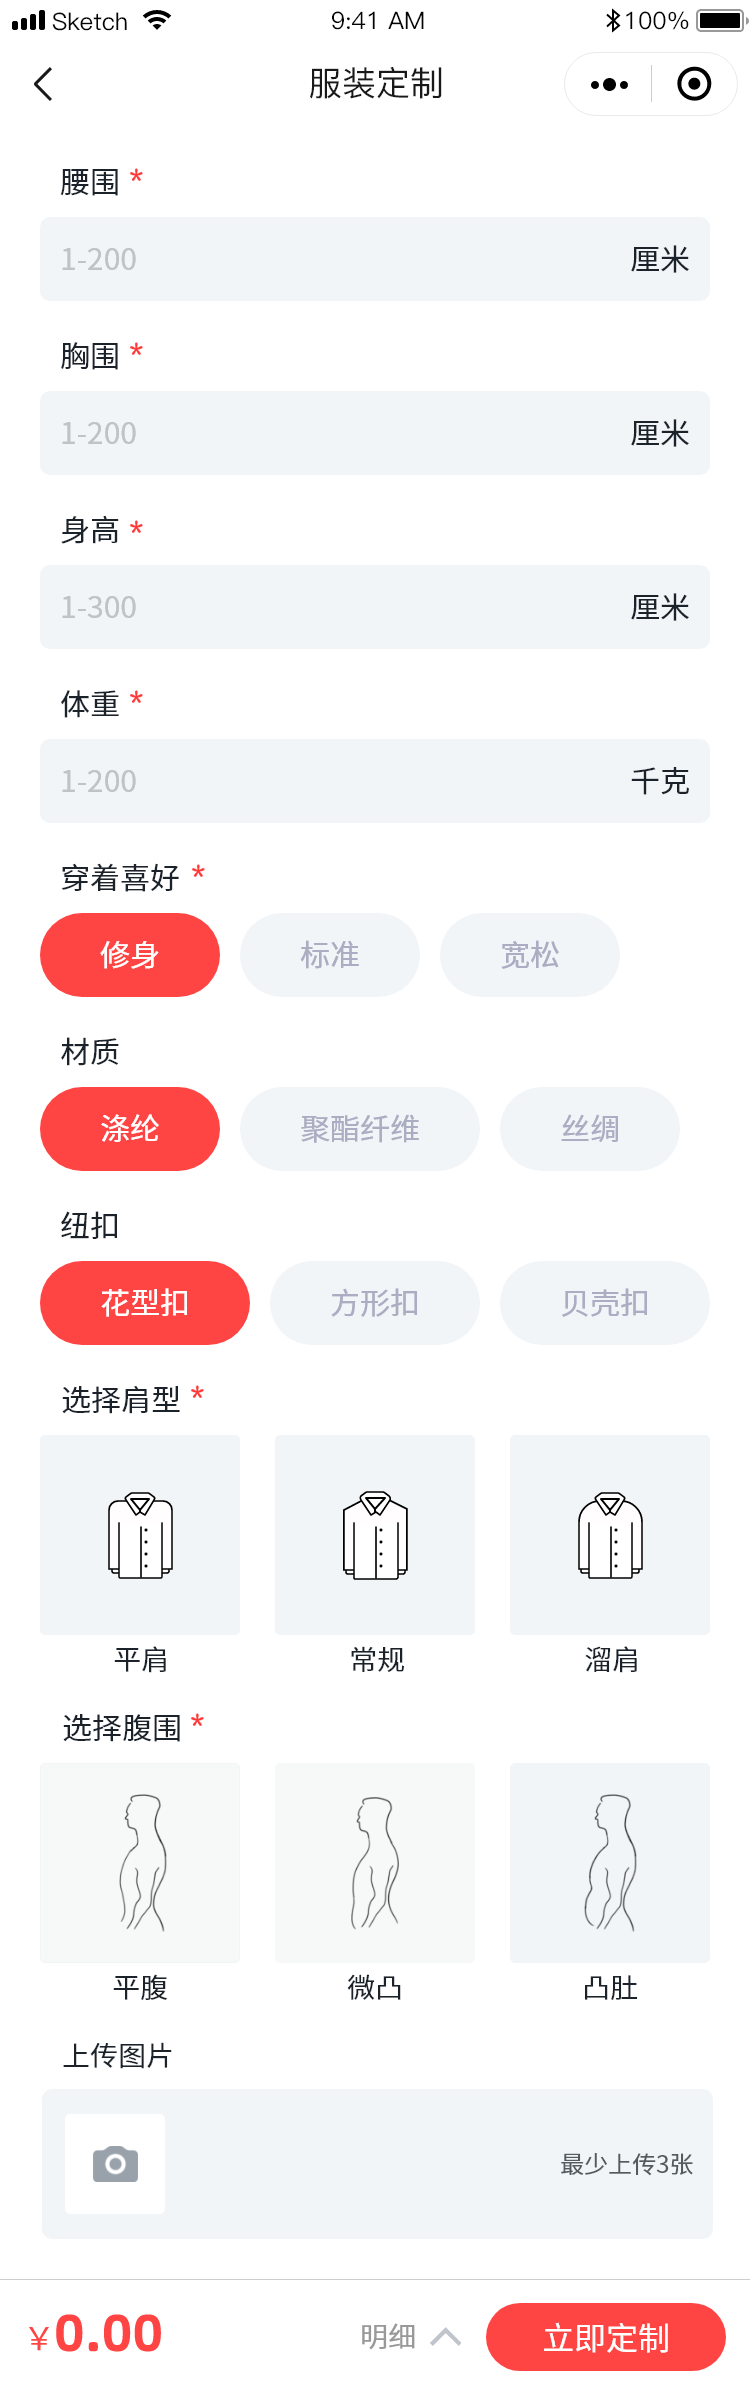 Sketch 9:41 AM 100%
服装定制
腰围 *
1-200 厘米
胸围 *
1-200 厘米
身高 *
1-300 厘米
体重 *
1-200 千克
穿着喜好 *
修身 标准 宽松
材质
涤纶 聚酯纤维 丝绸
纽扣
花型扣 方形扣 贝壳扣
选择肩型 *
平肩 常规 溜肩
选择腹围 *
平腹 微凸 凸肚
上传图片
最少上传3张
¥0.00 明细 立即定制